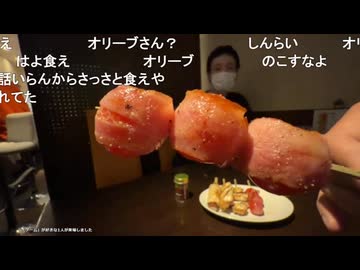 え オリーブさん？ しんらい オリ
はよ食え オリーブ のこすなよ
話いらんからさっさと食えや
れてた